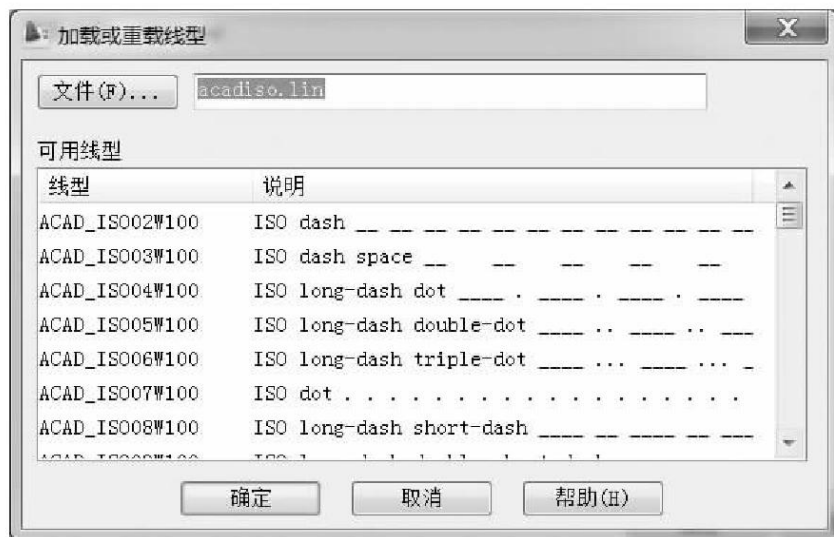 加载或重载线型
文件(F)... acadiso.lin
可用线型
线型 说明
ACAD_ISO02W100 ISO dash __ __ __ __ __ __ __ __ __ __ __ __ __
ACAD_ISO03W100 ISO dash space __ __ __ __ __
ACAD_ISO04W100 ISO long-dash dot ____ . ____ . ____ . ____
ACAD_ISO05W100 ISO long-dash double-dot ____ .. ____ .. ___
ACAD_ISO06W100 ISO long-dash triple-dot ____ ... ____ ... _
ACAD_ISO07W100 ISO dot . . . . . . . . . . . . . . . . . .
ACAD_ISO08W100 ISO long-dash short-dash ____ __ ____ __ ___
确定 取消 帮助(H)